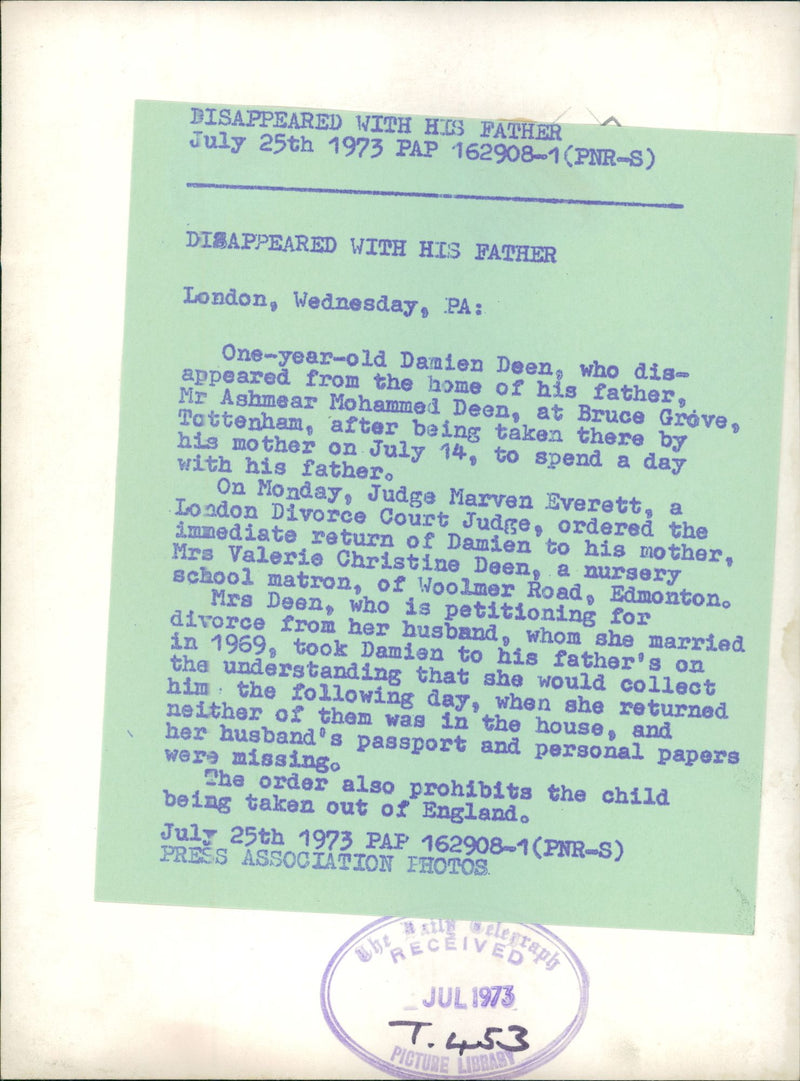 DISAPPEARED WITH HIS FATHER
July 25th 1973 PAP 162908-1(PNR-S)
DISAPPEARED WITH HIS FATHER
London, Wednesday, PA:
One-year-old Damien Deen, who dis-
appeared from the home of his father,
Mr Ashmear Mohammed Deen, at Bruce Grove,
Tottenham, after being taken there by
his mother on July 14, to spend a day
with his father.
On Monday, Judge Marven Everett, a
London Divorce Court Judge, ordered the
immediate return of Damien to his mother,
Mrs Valerie Christine Deen, a nursery
school matron, of Woolmer Road, Edmonton.
Mrs Deen, who is petitioning for
divorce from her husband, whom she married
in 1969, took Damien to his father's on
the understanding that she would collect
him the following day, when she returned
neither of them was in the house, and
her husband's passport and personal papers
were missing.
The order also prohibits the child
being taken out of England.
July 25th 1973 PAP 162908-1(PNR-S)
PRESS ASSOCIATION PHOTOS
The Daily Telegraph
RECEIVED
JUL 1973
T.453
PICTURE LIBRARY